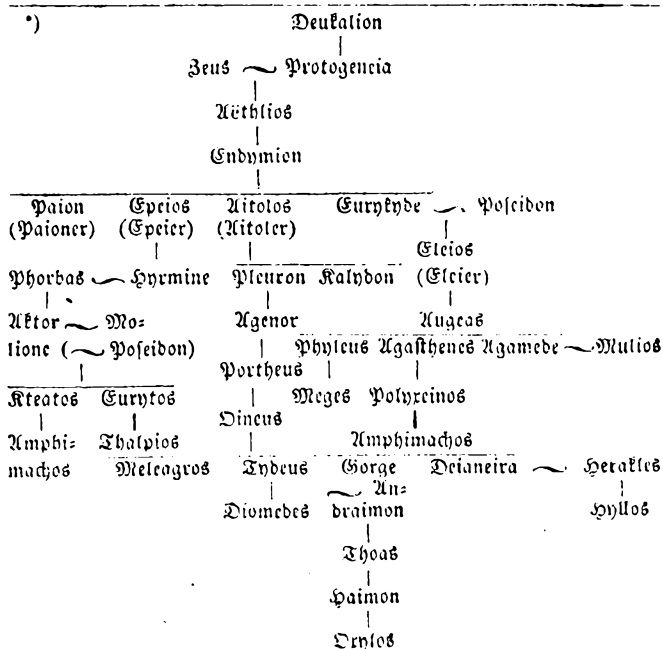 *) Deukalion
Zeus ~ Protogeneia
Aëthlios
Endymion
Paion Epeios Aitolos Eurykyde ~ Poseidon
(Paioner) (Epeier) (Aitoler)
Eleios
Phorbas ~ Hyrmine Pleuron Kalydon (Eleier)
Aktor ~ Mo- Agenor Augeas
lione (~ Poseidon) Phyleus Agasthenes Agamede ~ Mulios
Portheus
Kteatos Eurytos Meges Polyxeinos
Oineus
Amphi- Thalpios Amphimachos
machos Meleagros Tydeus Gorge Deianeira ~ Herakles
~ An-
Diomedes draimon Hyllos
Thoas
Haimon
Oxylos